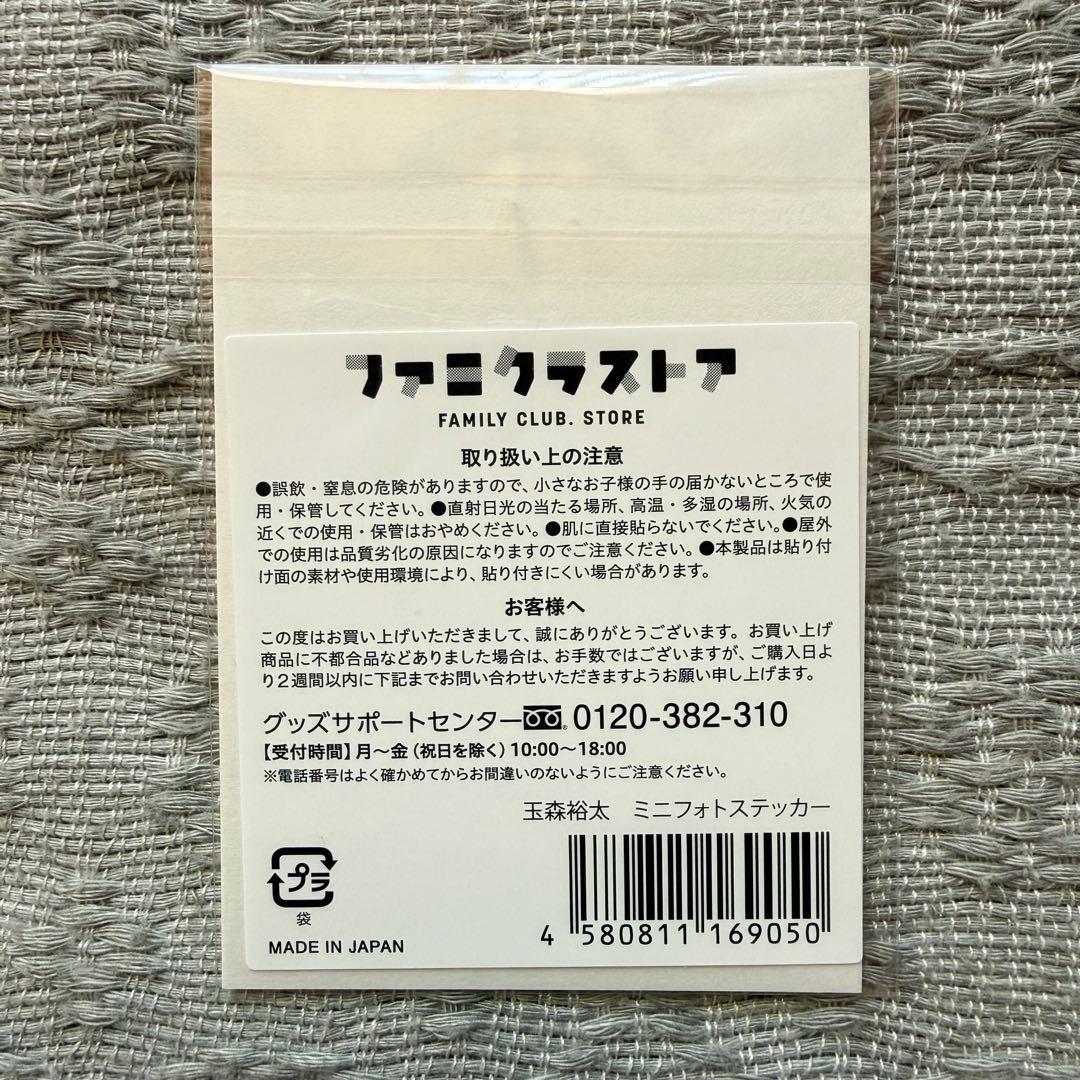 ファミクラストア
FAMILY CLUB. STORE
取り扱い上の注意
●誤飲・窒息の危険がありますので、小さなお子様の手の届かないところで使
用・保管してください。●直射日光の当たる場所、高温・多湿の場所、火気の
近くでの使用・保管はおやめください。●肌に直接貼らないでください。●屋外
での使用は品質劣化の原因になりますのでご注意ください。●本製品は貼り付
け面の素材や使用環境により、貼り付きにくい場合があります。
お客様へ
この度はお買い上げいただきまして、誠にありがとうございます。お買い上げ
商品に不都合品などありました場合は、お手数ではございますが、ご購入日よ
り2週間以内に下記までお問い合わせいただきますようお願い申し上げます。
グッズサポートセンター 0120-382-310
【受付時間】月～金（祝日を除く）10:00～18:00
※電話番号はよく確かめてからお間違いのないようにご注意ください。
玉森裕太　ミニフォトステッカー
プラ
袋
MADE IN JAPAN
4 580811 169050